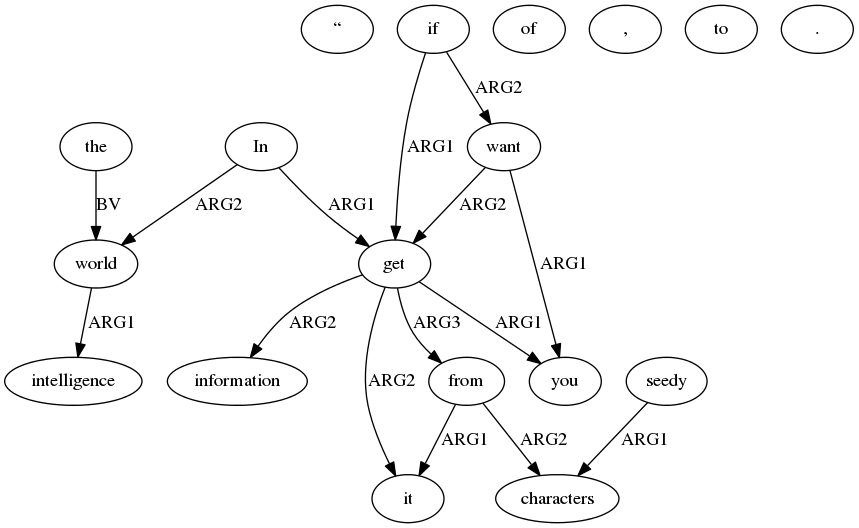 “ if of , to .
ARG2
the In ARG1 want
BV ARG2 ARG1 ARG2
world get ARG1
ARG1 ARG2 ARG3 ARG1
intelligence information ARG2 from you seedy
ARG1 ARG2 ARG1
it characters